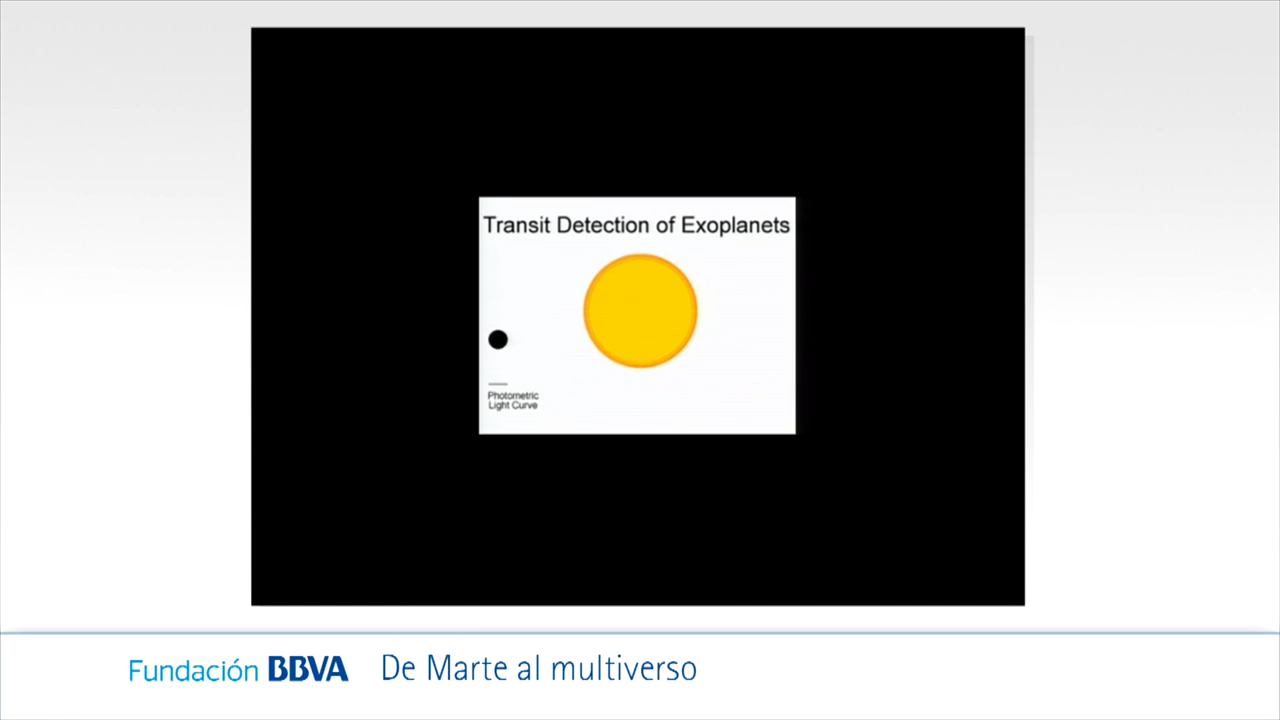 Transit Detection of Exoplanets
Photometric
Light Curve
Fundación BBVA De Marte al multiverso